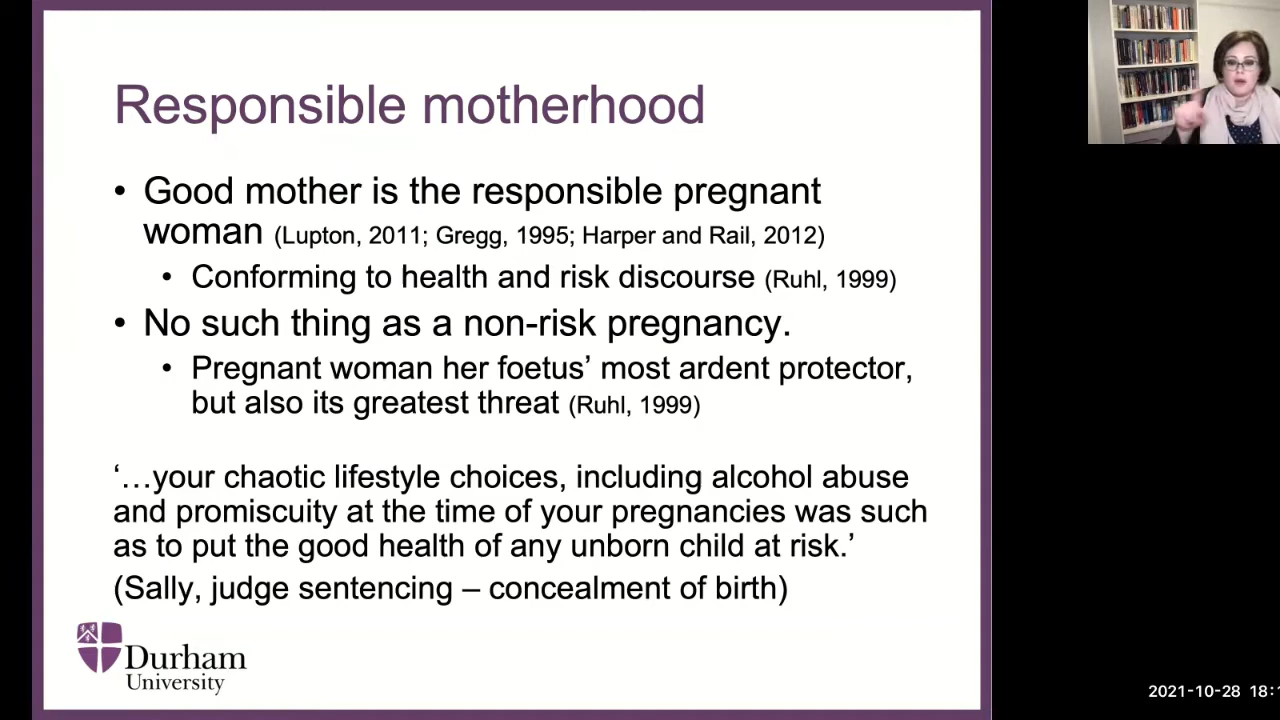 Responsible motherhood
• Good mother is the responsible pregnant
woman (Lupton, 2011; Gregg, 1995; Harper and Rail, 2012)
• Conforming to health and risk discourse (Ruhl, 1999)
• No such thing as a non-risk pregnancy.
• Pregnant woman her foetus’ most ardent protector,
but also its greatest threat (Ruhl, 1999)
‘…your chaotic lifestyle choices, including alcohol abuse
and promiscuity at the time of your pregnancies was such
as to put the good health of any unborn child at risk.’
(Sally, judge sentencing – concealment of birth)
Durham
University
2021-10-28 18:1